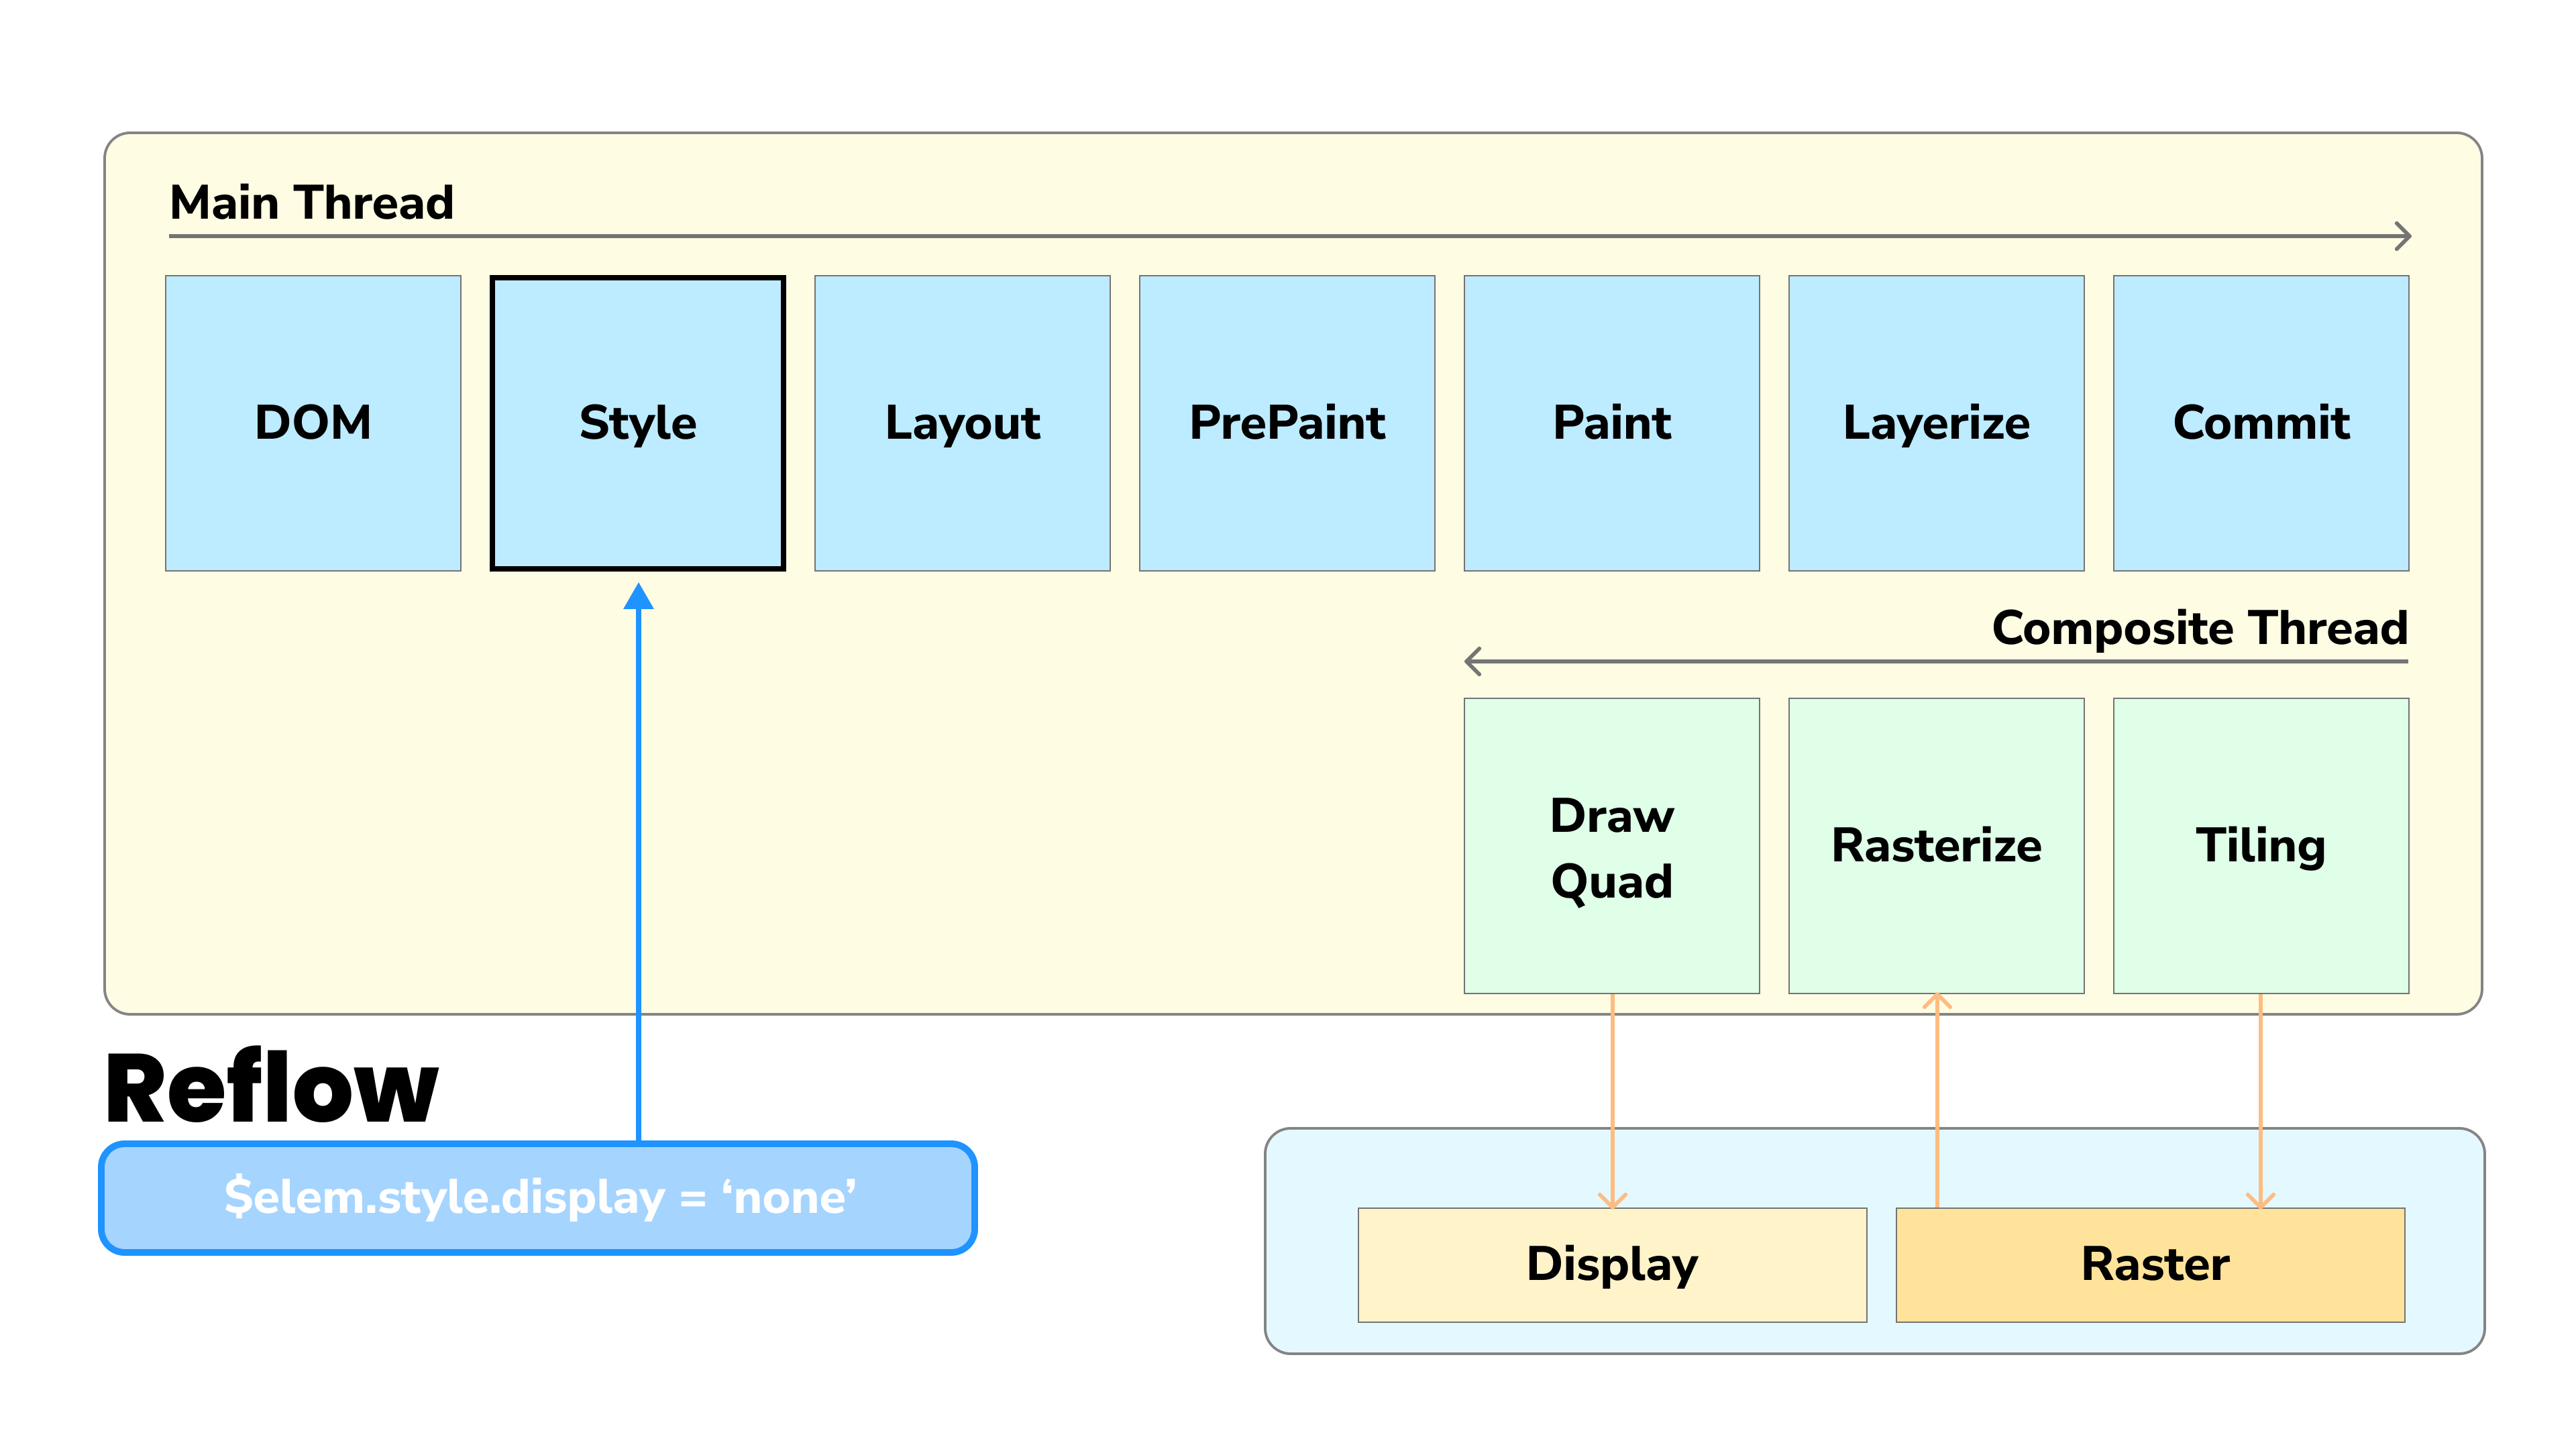 Main Thread
DOM
Style
Layout
PrePaint
Paint
Layerize
Commit
Composite Thread
Draw
Quad
Rasterize
Tiling
Reflow
$elem.style.display = ‘none’
Display
Raster